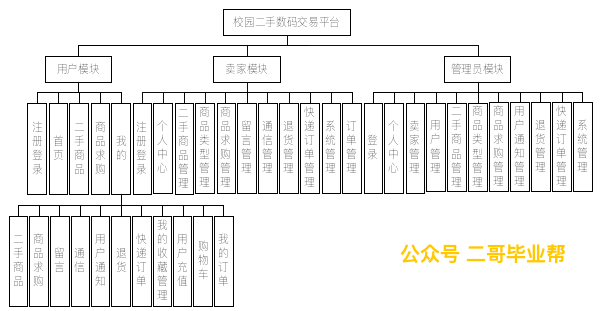 校园二手数码交易平台
用户模块
卖家模块
管理员模块
注册登录
首页
二手商品
商品求购
我的
注册登录
个人中心
二手商品管理
商品类型管理
商品求购管理
留言管理
通信管理
退货管理
快递订单管理
系统管理
订单管理
登录
个人中心
卖家管理
用户管理
二手商品管理
商品类型管理
商品求购管理
用户通知管理
退货管理
快递订单管理
系统管理
二手商品
商品求购
留言
通信
用户通知
退货
快递订单
我的收藏管理
用户充值
购物车
我的订单
公众号 二哥毕业帮